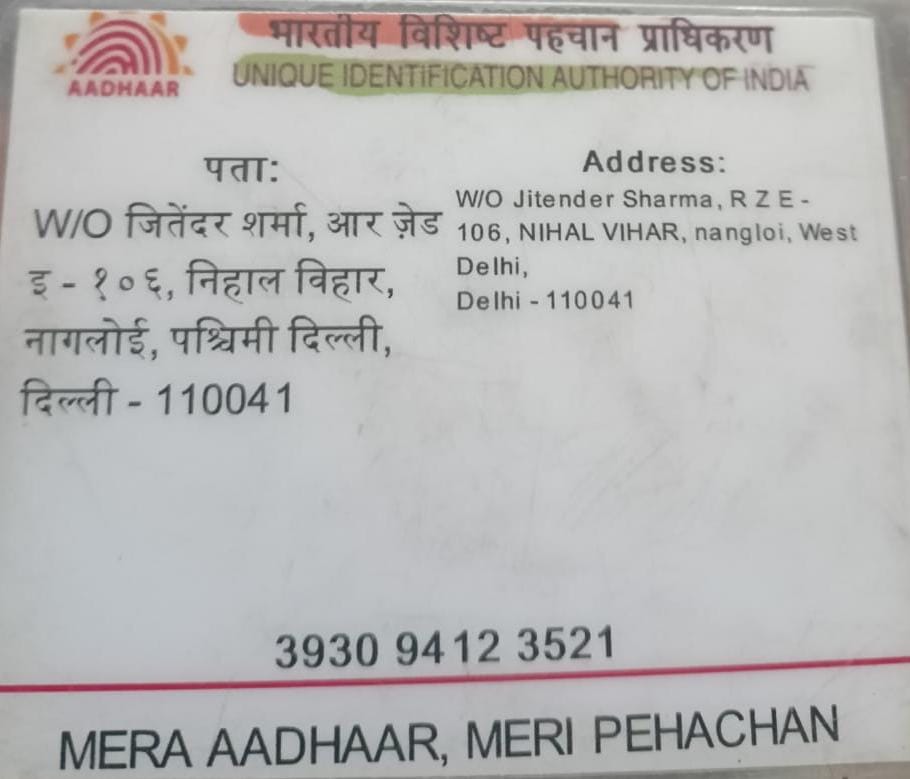 भारतीय विशिष्ट पहचान प्राधिकरण
AADHAAR
UNIQUE IDENTIFICATION AUTHORITY OF INDIA
पता:
W/O जितेंदर शर्मा, आर ज़ेड
इ - १०६, निहाल विहार,
नागलोई, पश्चिमी दिल्ली,
दिल्ली - 110041
Address:
W/O Jitender Sharma, R Z E -
106, NIHAL VIHAR, nangloi, West
Delhi,
Delhi - 110041
3930 9412 3521
MERA AADHAAR, MERI PEHACHAN